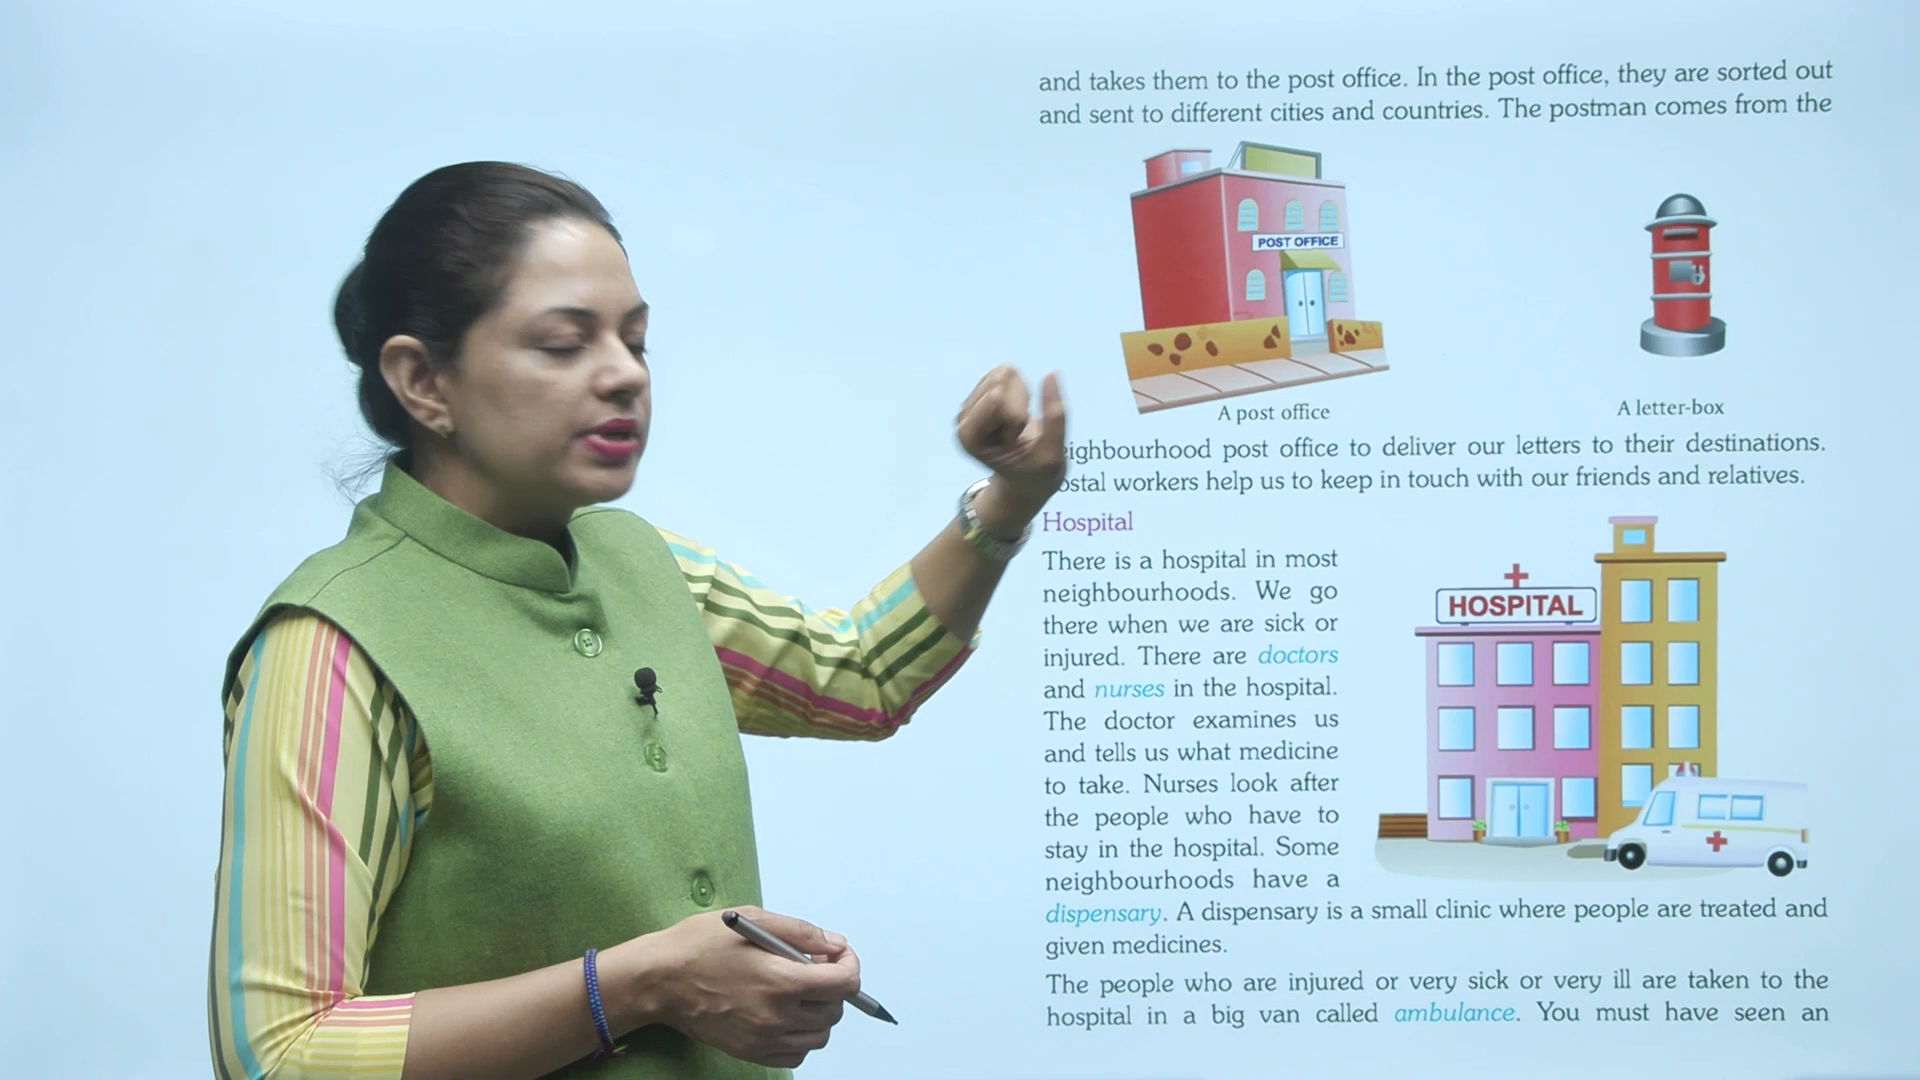 and takes them to the post office. In the post office, they are sorted out
and sent to different cities and countries. The postman comes from the
POST OFFICE
A post office
A letter-box
post office to deliver our letters to their destinations.
workers help us to keep in touch with our friends and relatives.
Hospital
There is a hospital in most
neighbourhoods. We go
there when we are sick or
injured. There are doctors
and nurses in the hospital.
The doctor examines us
and tells us what medicine
to take. Nurses look after
the people who have to
stay in the hospital. Some
neighbourhoods have a
HOSPITAL
dispensary. A dispensary is a small clinic where people are treated and
given medicines.
The people who are injured or very sick or very ill are taken to the
hospital in a big van called ambulance. You must have seen an